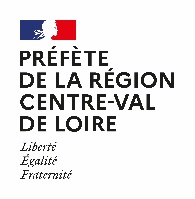 PRÉFÈTE
DE LA RÉGION
CENTRE-VAL
DE LOIRE
Liberté
Égalité
Fraternité